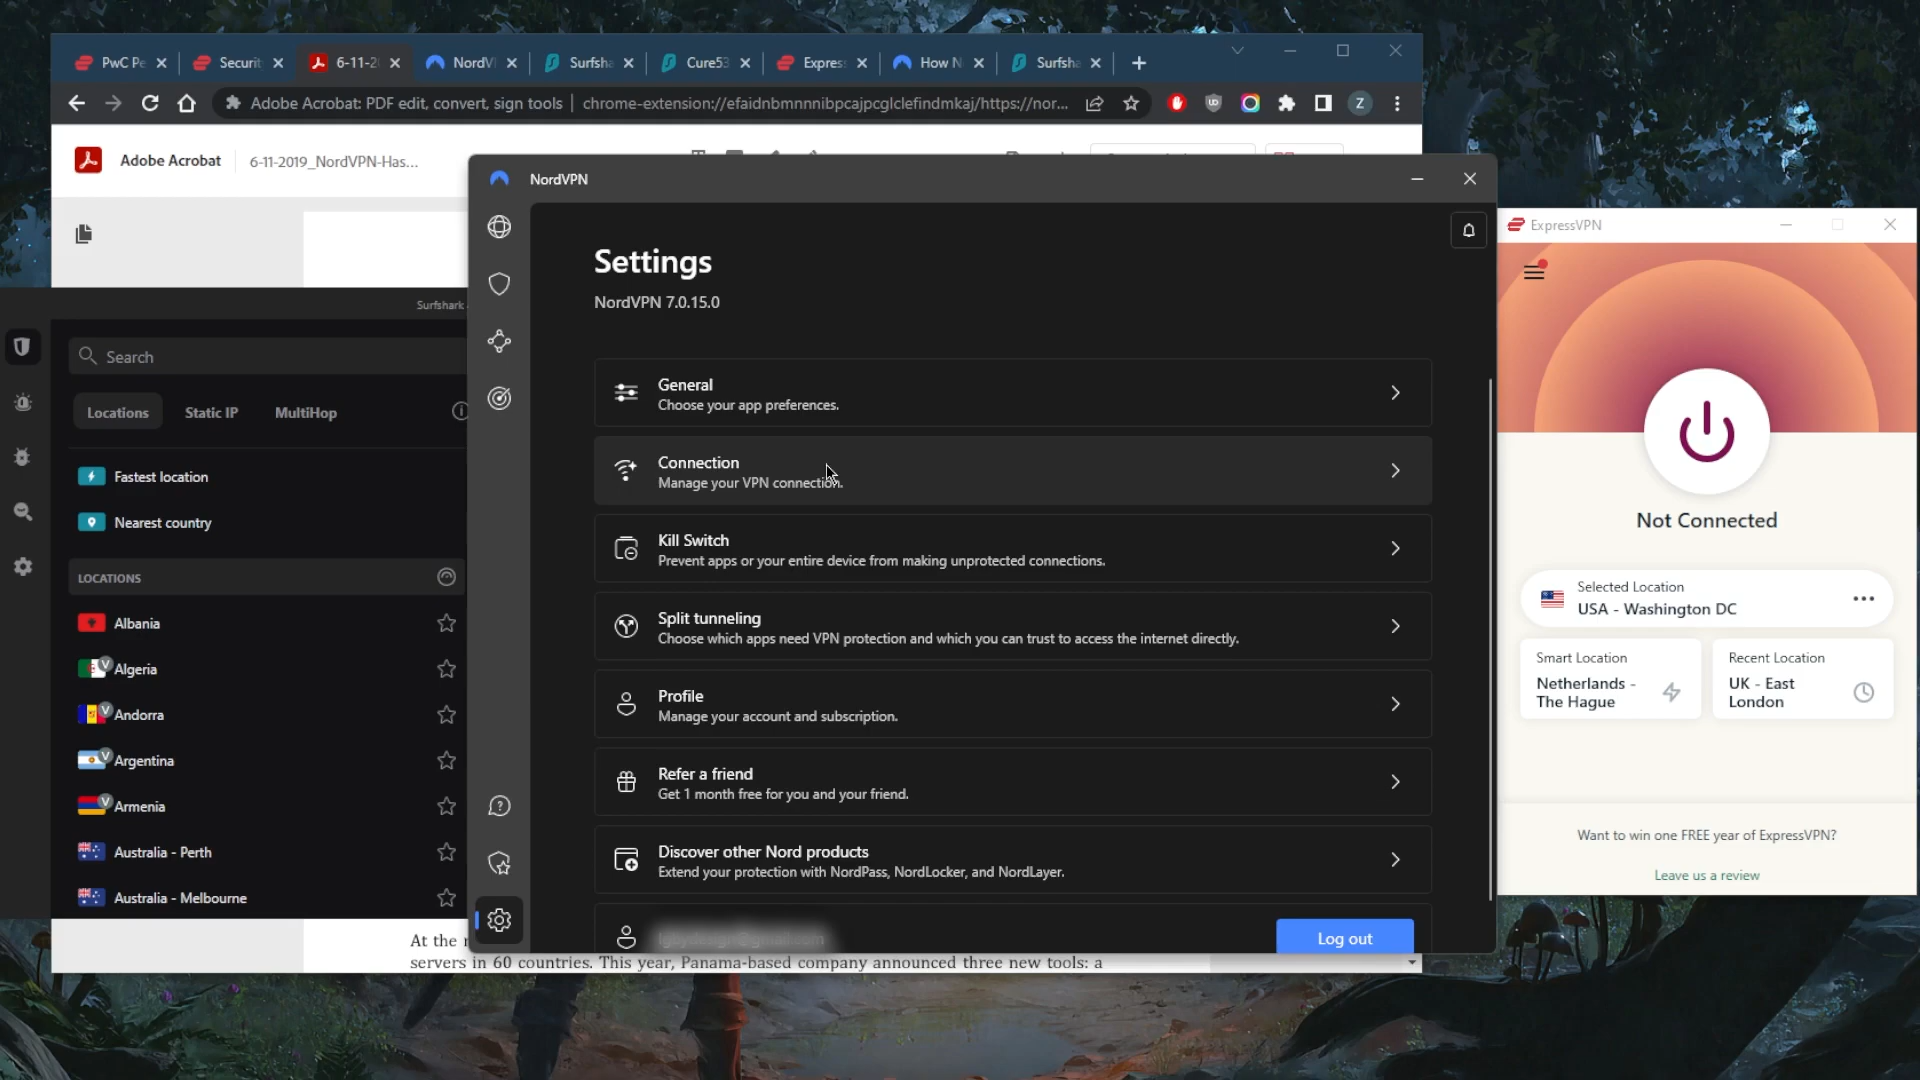 PwC Pe
Securit
6-11-2
NordV
Surfsha
Cure53
Express
How N
Surfsha
Adobe Acrobat: PDF edit, convert, sign tools | chrome-extension://efaidnbmnnnibpcajpcglclefindmkaj/https://nor...
Z
Adobe Acrobat
6-11-2019_NordVPN-Has...
Surfshark
Search
Locations
Static IP
MultiHop
Fastest location
Nearest country
LOCATIONS
Albania
V
Algeria
V
Andorra
V
Argentina
V
Armenia
Australia - Perth
Australia - Melbourne
NordVPN
Settings
NordVPN 7.0.15.0
General
Choose your app preferences.
Connection
Manage your VPN connection.
Kill Switch
Prevent apps or your entire device from making unprotected connections.
Split tunneling
Choose which apps need VPN protection and which you can trust to access the internet directly.
Profile
Manage your account and subscription.
Refer a friend
Get 1 month free for you and your friend.
Discover other Nord products
Extend your protection with NordPass, NordLocker, and NordLayer.
Log out
At the
servers in 60 countries. This year, Panama-based company announced three new tools: a
ExpressVPN
Not Connected
Selected Location
USA - Washington DC
Smart Location
Netherlands -
The Hague
Recent Location
UK - East
London
Want to win one FREE year of ExpressVPN?
Leave us a review